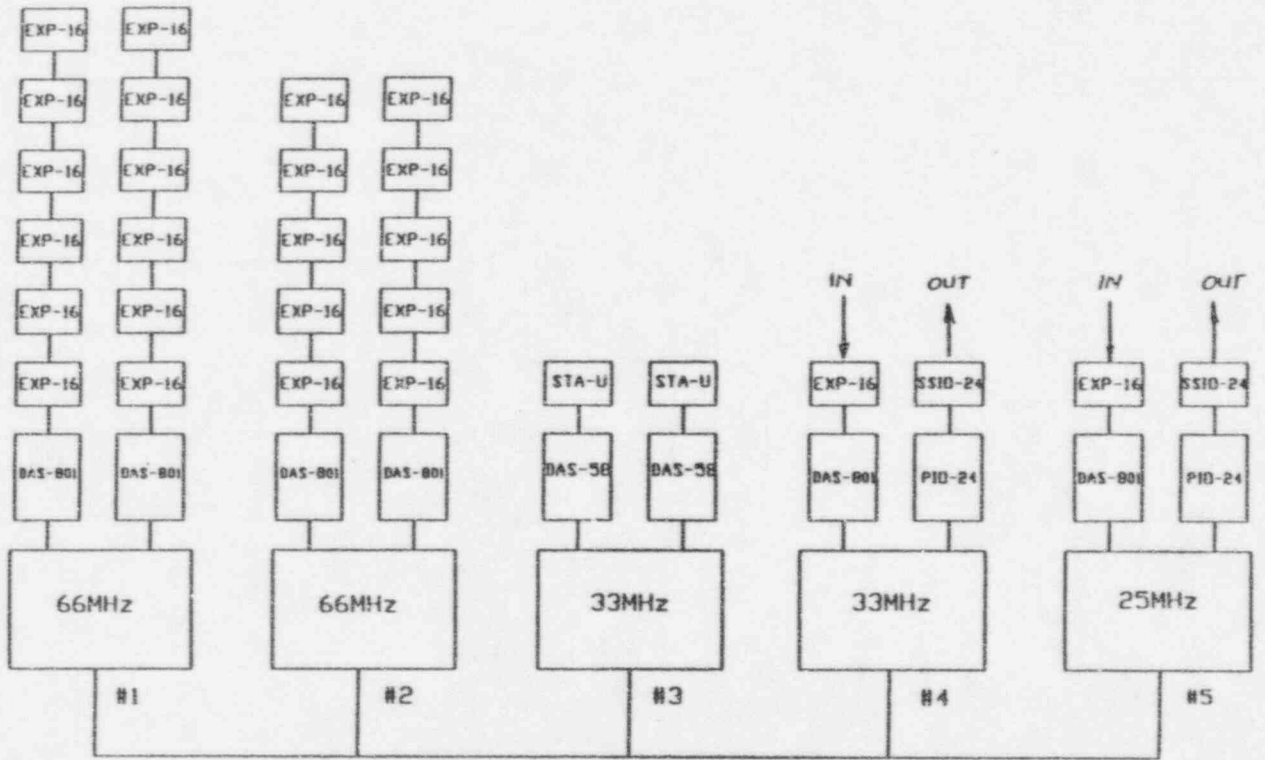 EXP-16 EXP-16
EXP-16 EXP-16 EXP-16 EXP-16
EXP-16 EXP-16 EXP-16 EXP-16
EXP-16 EXP-16 EXP-16 EXP-16
IN OUT IN OUT
EXP-16 EXP-16 EXP-16 EXP-16
EXP-16 EXP-16 EXP-16 EXP-16 STA-U STA-U EXP-16 SSIO-24 EXP-16 SSIO-24
DAS-801 DAS-801 DAS-801 DAS-801 DAS-58 DAS-58 DAS-801 PIO-24 DAS-801 PIO-24
66MHz 66MHz 33MHz 33MHz 25MHz
#1 #2 #3 #4 #5